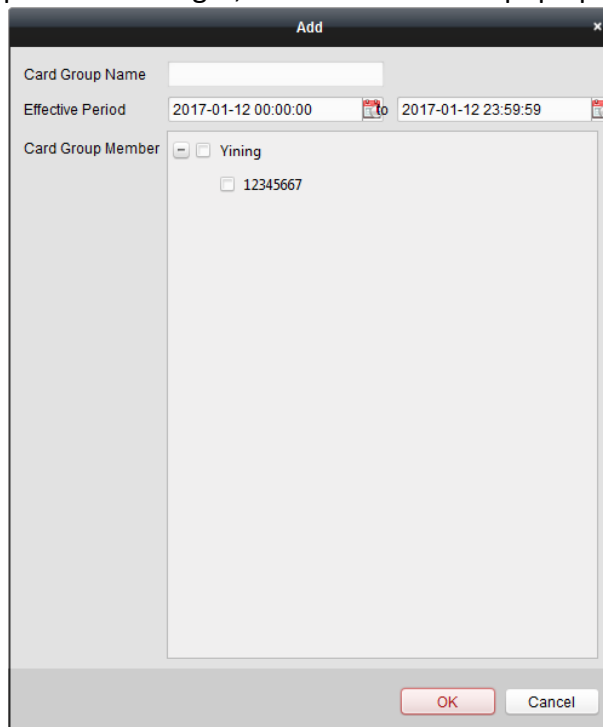 Add
Card Group Name
Effective Period 2017-01-12 00:00:00 to 2017-01-12 23:59:59
Card Group Member Yining
12345667
OK Cancel